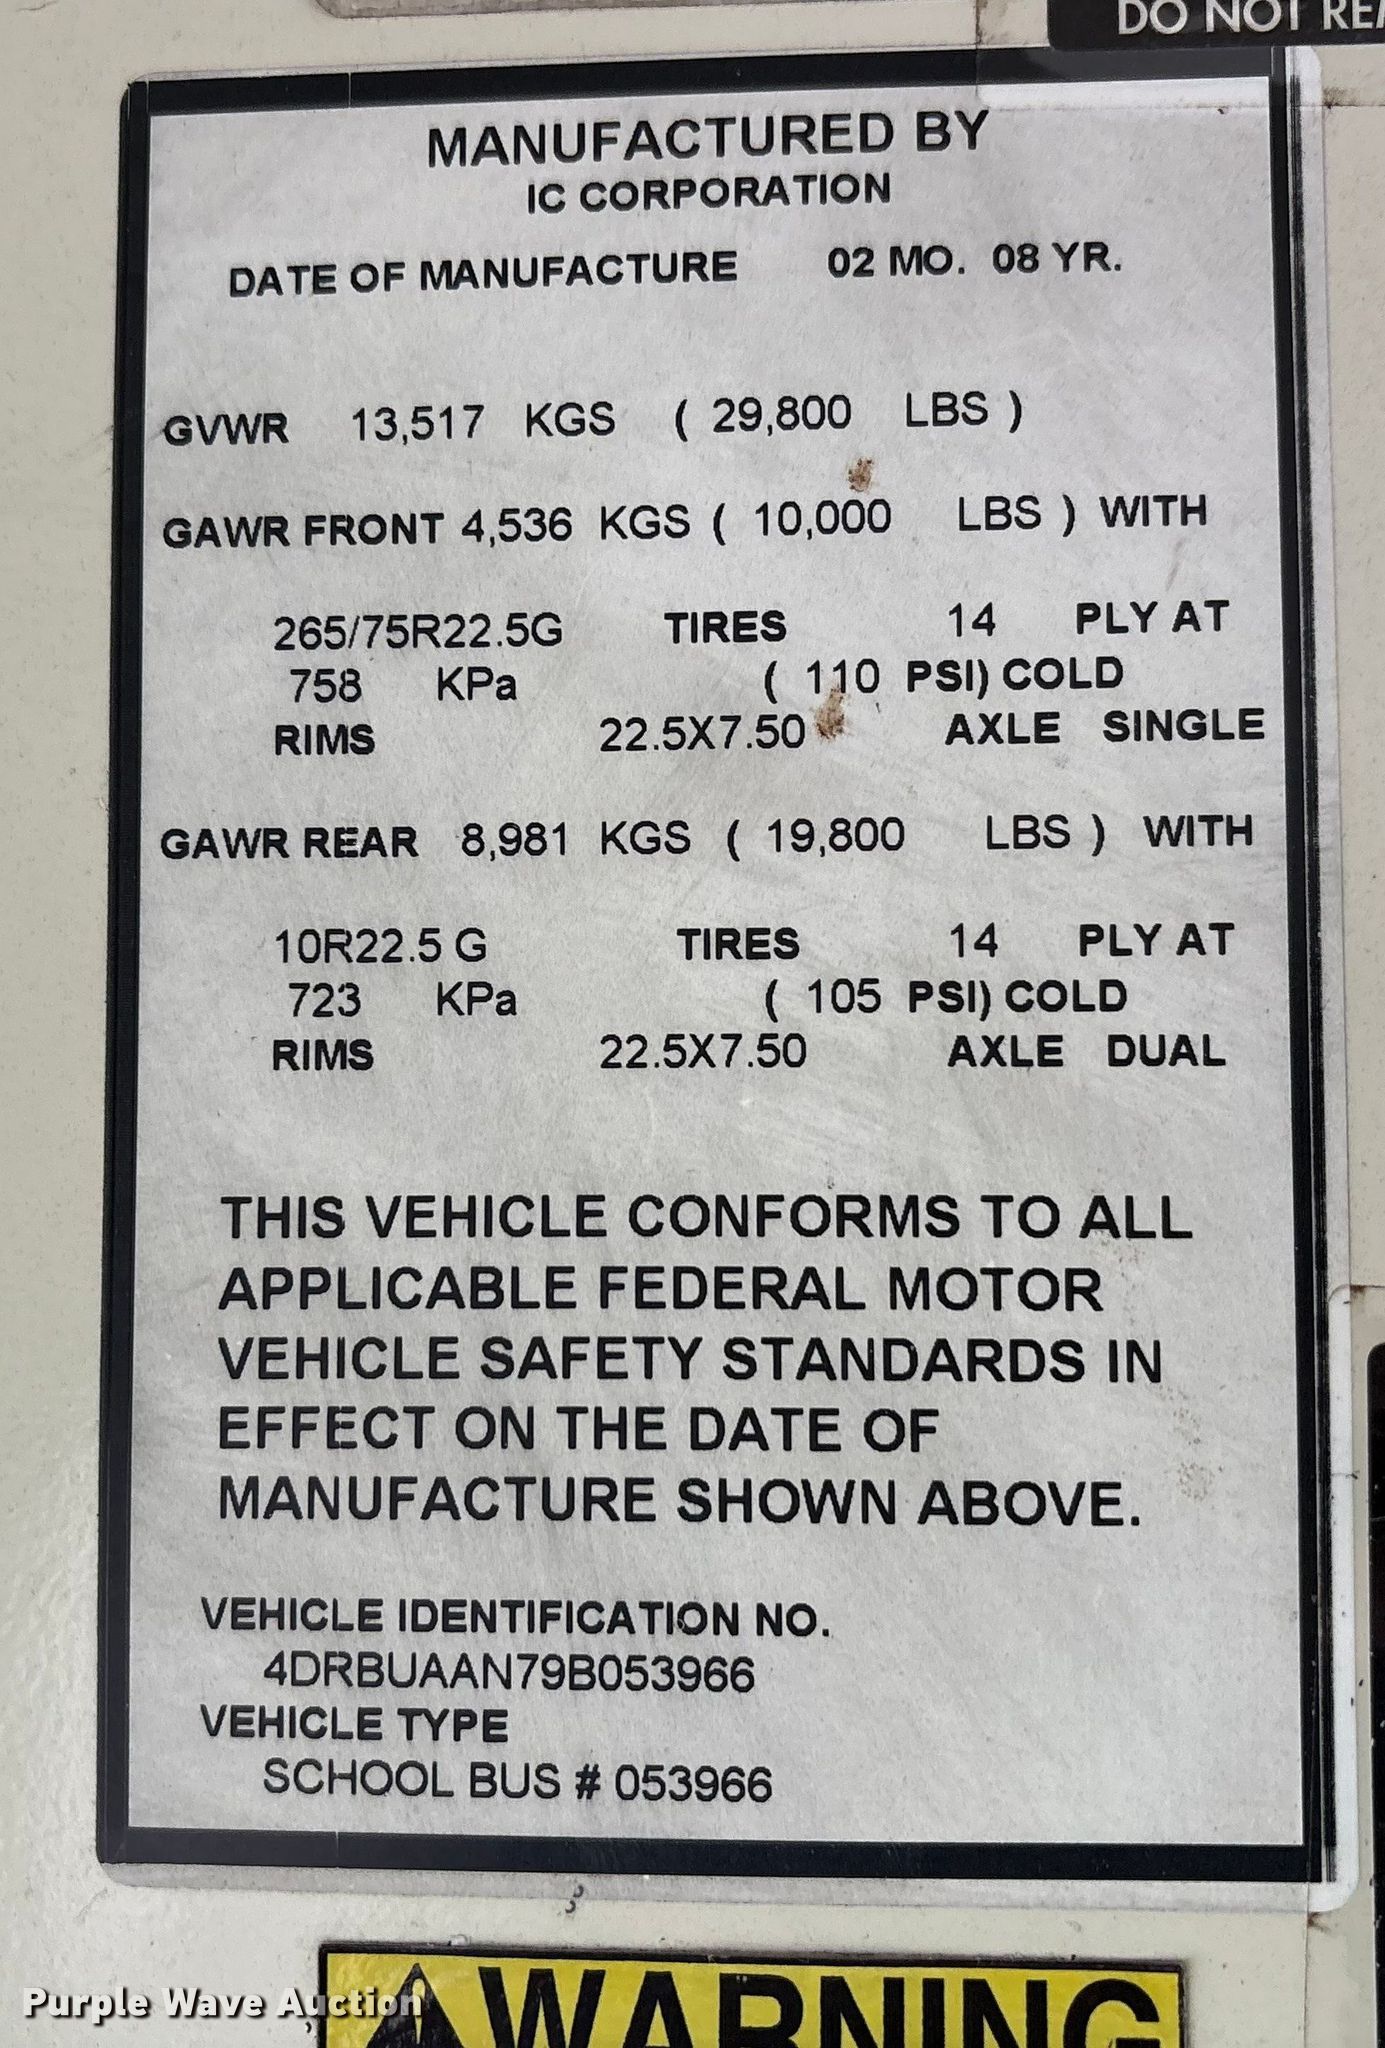 DO NOT
MANUFACTURED BY
IC CORPORATION
DATE OF MANUFACTURE 02 MO. 08 YR.
GVWR 13,517 KGS ( 29,800 LBS )
GAWR FRONT 4,536 KGS ( 10,000 LBS ) WITH
265/75R22.5G TIRES 14 PLY AT
758 KPa ( 110 PSI) COLD
RIMS 22.5X7.50 AXLE SINGLE
GAWR REAR 8,981 KGS ( 19,800 LBS ) WITH
10R22.5 G TIRES 14 PLY AT
723 KPa ( 105 PSI) COLD
RIMS 22.5X7.50 AXLE DUAL
THIS VEHICLE CONFORMS TO ALL
APPLICABLE FEDERAL MOTOR
VEHICLE SAFETY STANDARDS IN
EFFECT ON THE DATE OF
MANUFACTURE SHOWN ABOVE.
VEHICLE IDENTIFICATION NO.
4DRBUAAN79B053966
VEHICLE TYPE
SCHOOL BUS # 053966
WARNING
Purple Wave Auction